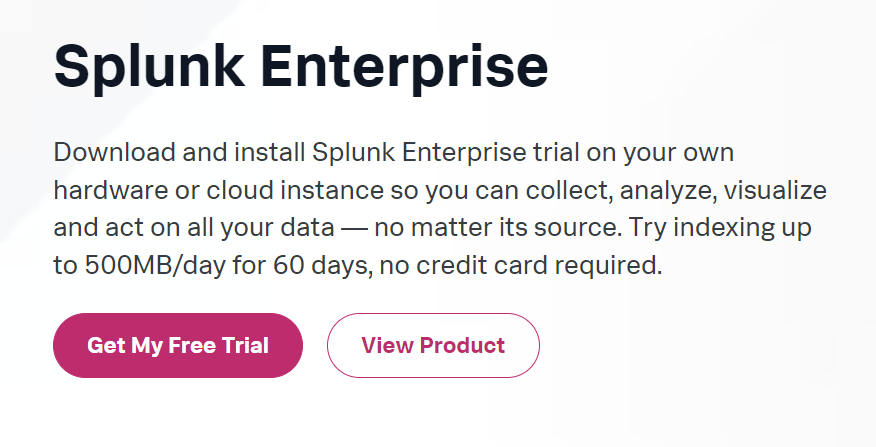 Splunk Enterprise
Download and install Splunk Enterprise trial on your own
hardware or cloud instance so you can collect, analyze, visualize
and act on all your data — no matter its source. Try indexing up
to 500MB/day for 60 days, no credit card required.
Get My Free Trial
View Product